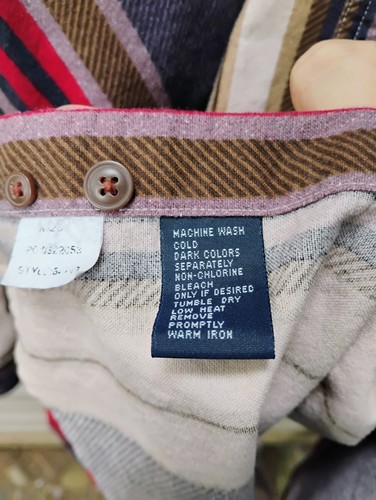 MACHINE WASH
COLD
DARK COLORS
SEPARATELY
NON-CHLORINE
BLEACH
ONLY IF DESIRED
TUMBLE DRY
LOW HEAT
REMOVE
PROMPTLY
WARM IRON